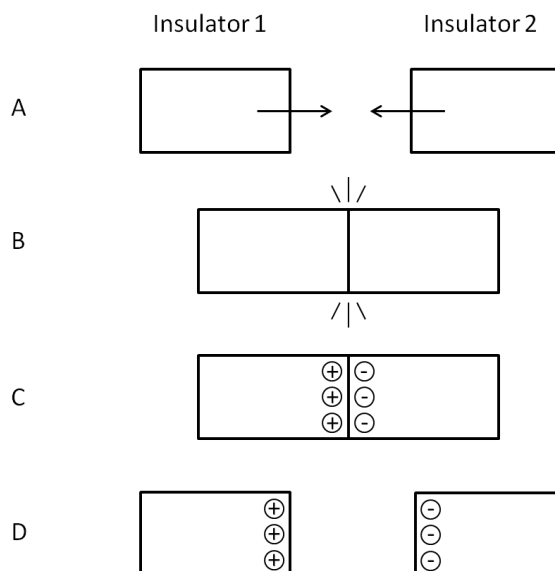 Insulator 1 Insulator 2
A
B
C
+ -
+ -
+ -
D
+ -
+ -
+ -